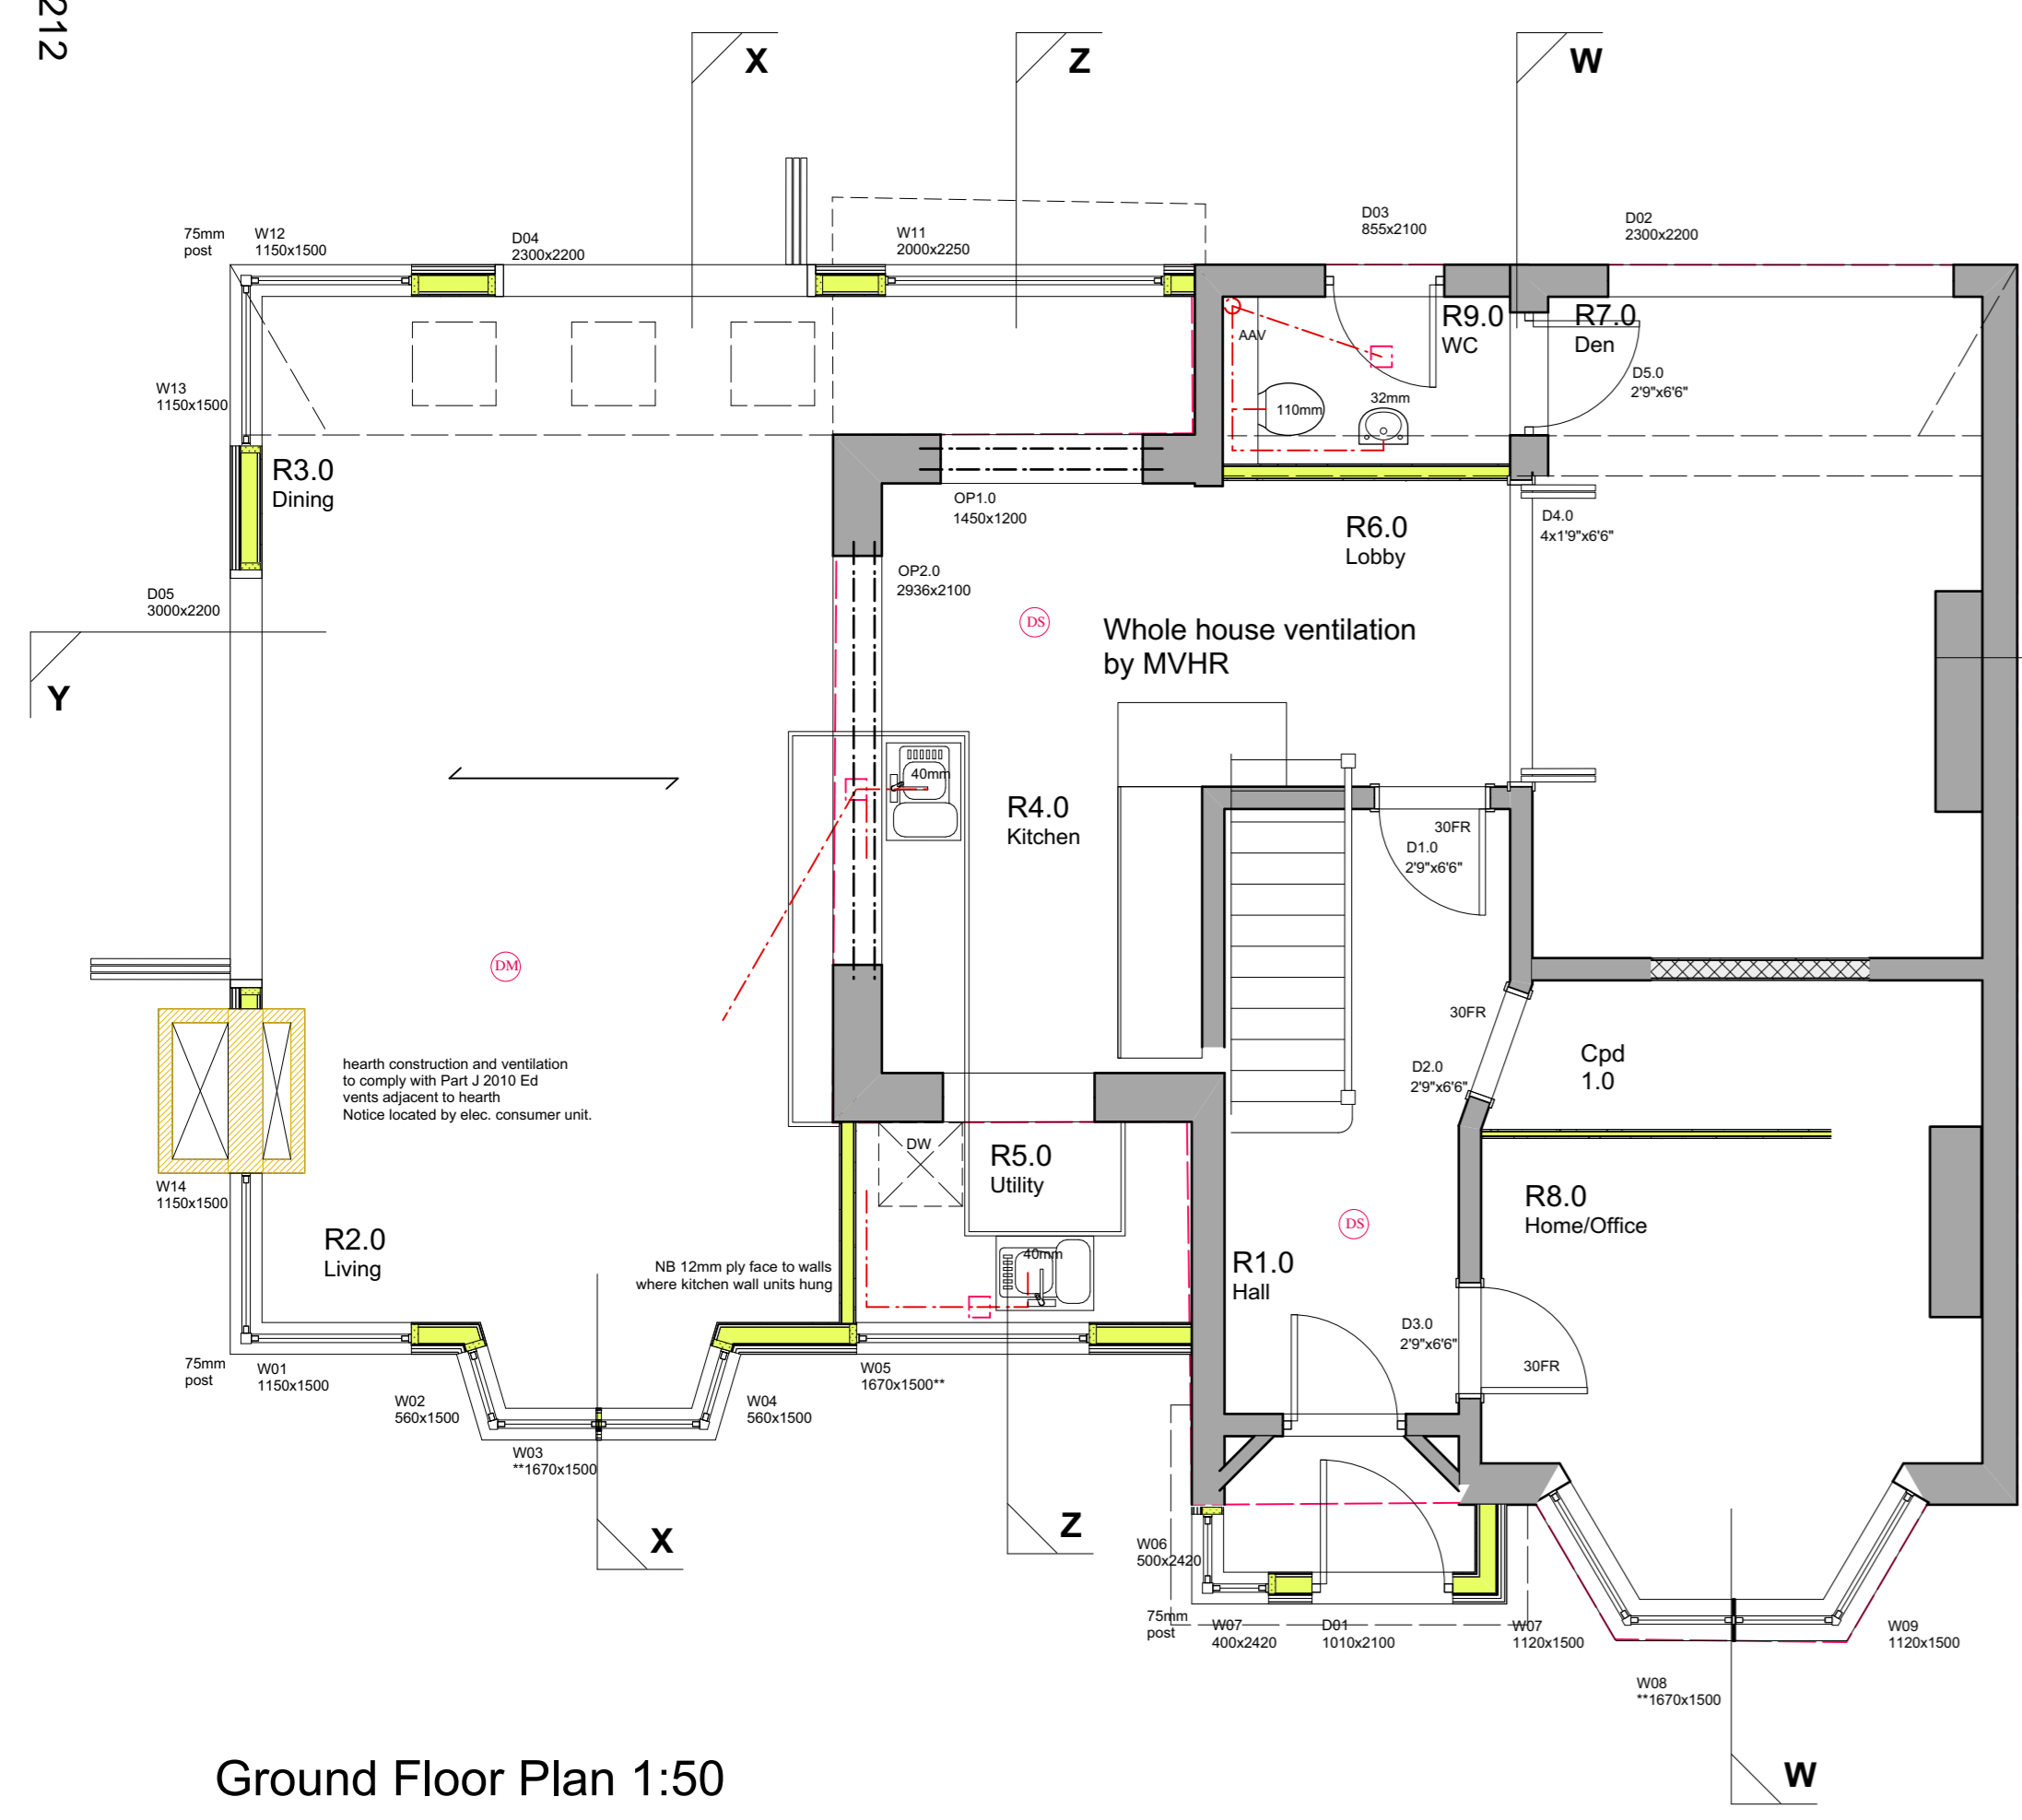 212
X
Z
W
D03
855x2100
D02
2300x2200
75mm
post
W12
1150x1500
D04
2300x2200
W11
2000x2250
R9.0
WC
R7.0
Den
AAV
D5.0
2'9"x6'6"
W13
1150x1500
110mm
32mm
R3.0
Dining
OP1.0
1450x1200
R6.0
Lobby
D4.0
4x1'9"x6'6"
OP2.0
2936x2100
D05
3000x2200
DS
Whole house ventilation
by MVHR
Y
40mm
R4.0
Kitchen
30FR
D1.0
2'9"x6'6"
DM
30FR
D2.0
2'9"x6'6"
Cpd
1.0
hearth construction and ventilation
to comply with Part J 2010 Ed
vents adjacent to hearth
Notice located by elec. consumer unit.
DW
R5.0
Utility
W14
1150x1500
R8.0
Home/Office
DS
R2.0
Living
NB 12mm ply face to walls
where kitchen wall units hung
40mm
R1.0
Hall
D3.0
2'9"x6'6"
30FR
75mm
post
W01
1150x1500
W02
560x1500
W03
**1670x1500
W04
560x1500
W05
1670x1500**
X
Z
W06
500x2420
75mm
post
W07
400x2420
D01
1010x2100
W07
1120x1500
W09
1120x1500
W08
**1670x1500
W
Ground Floor Plan 1:50